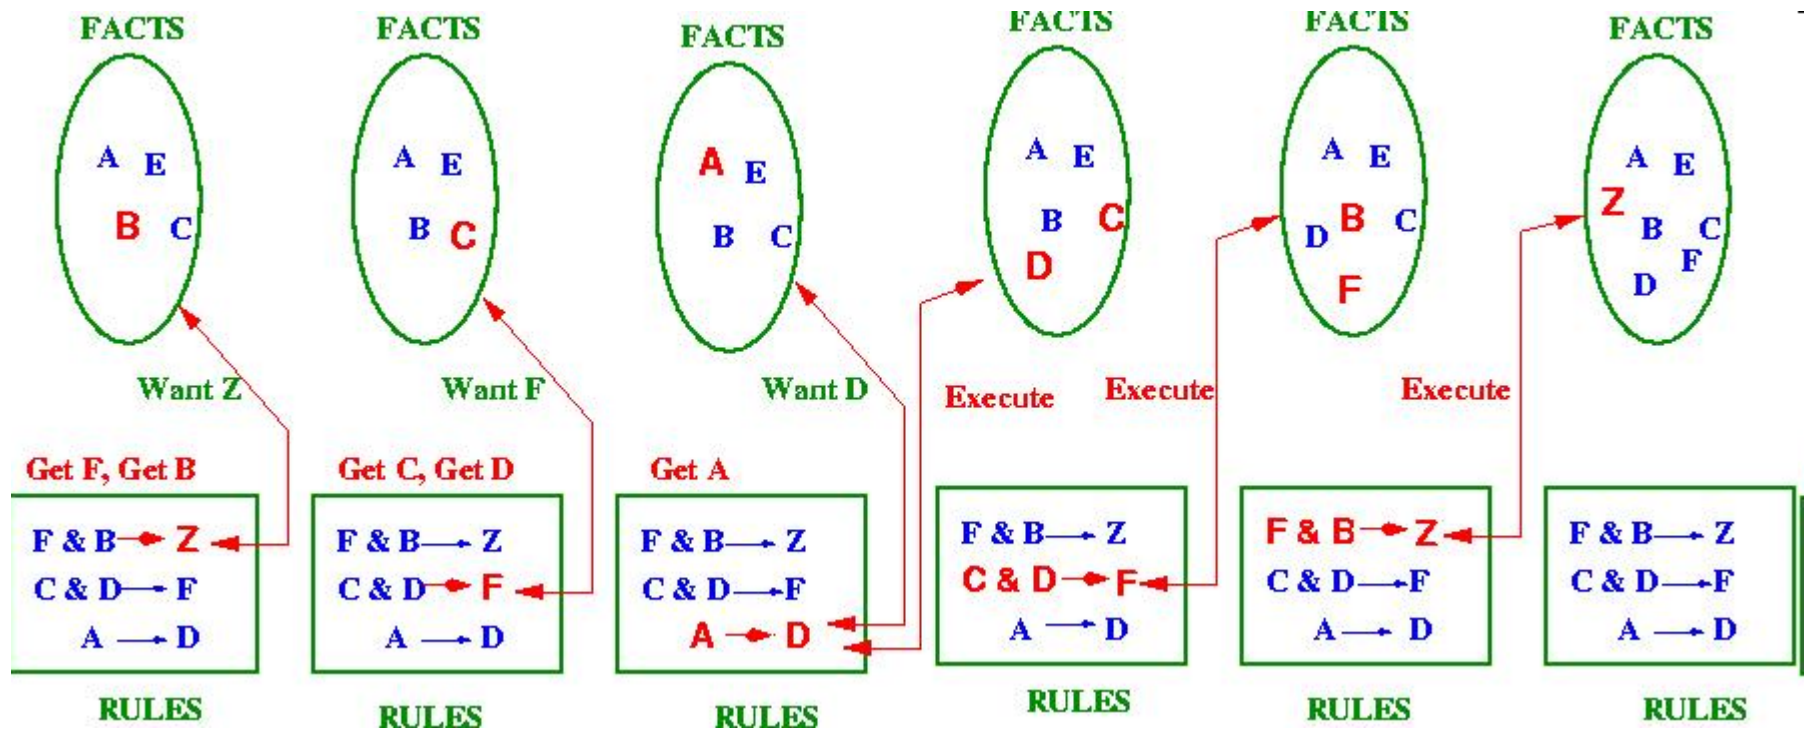 FACTS
A E
B C
Want Z
Get F, Get B
F & B Z
C & D F
A D
RULES
FACTS
A E
B C
Want F
Get C, Get D
F & B Z
C & D F
A D
RULES
FACTS
A E
B C
Want D
Get A
F & B Z
C & D F
A D
RULES
FACTS
A E
B C
D
Execute
F & B Z
C & D F
A D
RULES
FACTS
A E
D B C
F
Execute
F & B Z
C & D F
A D
RULES
FACTS
A E
Z B C
F
D
Execute
F & B Z
C & D F
A D
RULES